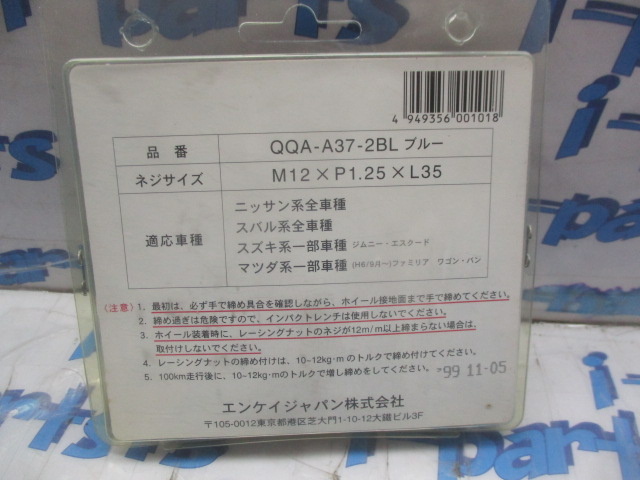 4 949356 001018
品番 QQA-A37-2BL ブルー
ネジサイズ M12×P1.25×L35
適応車種
ニッサン系全車種
スバル系全車種
スズキ系一部車種 ジムニー・エスクード
マツダ系一部車種 (H6/9月〜)ファミリア ワゴン・バン
〈注意〉 1. 最初は、必ず手で締め具合を確認しながら、ホイール接地面まで手で締めてください。
2. 締め過ぎは危険ですので、インパクトレンチは使用しないでください。
3. ホイール装着時に、レーシングナットのネジが12m/m以上締まらない場合は、
取付けしないでください。
4. レーシングナットの締め付けは、10~12kg·mのトルクで締め付けてください。
5. 100km走行後に、10~12kg·mのトルクで増し締めをしてください。
'99 11-05
エンケイジャパン株式会社
〒105-0012東京都港区芝大門1-10-12大鐵ビル3F
i-parts